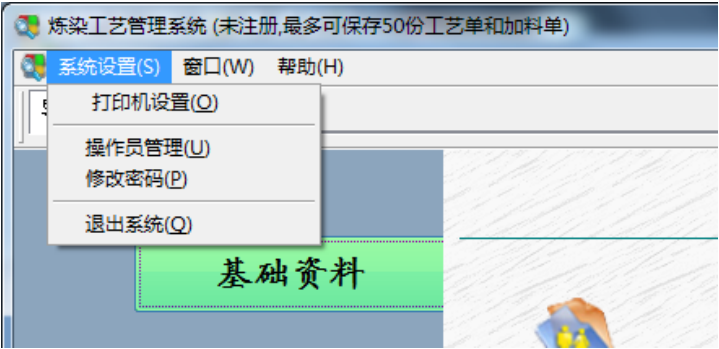 炼染工艺管理系统 (未注册,最多可保存50份工艺单和加料单)
系统设置(S) 窗口(W) 帮助(H)
打印机设置(O)
操作员管理(U)
修改密码(P)
退出系统(Q)
基础资料